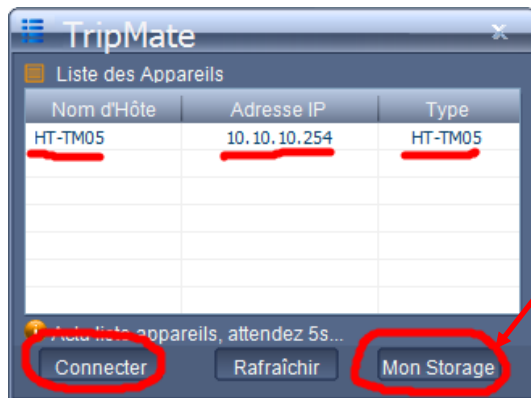 TripMate
Liste des Appareils
Nom d'Hôte Adresse IP Type
HT-TM05 10.10.10.254 HT-TM05
Actu liste appareils, attendez 5s...
Connecter Rafraîchir Mon Storage